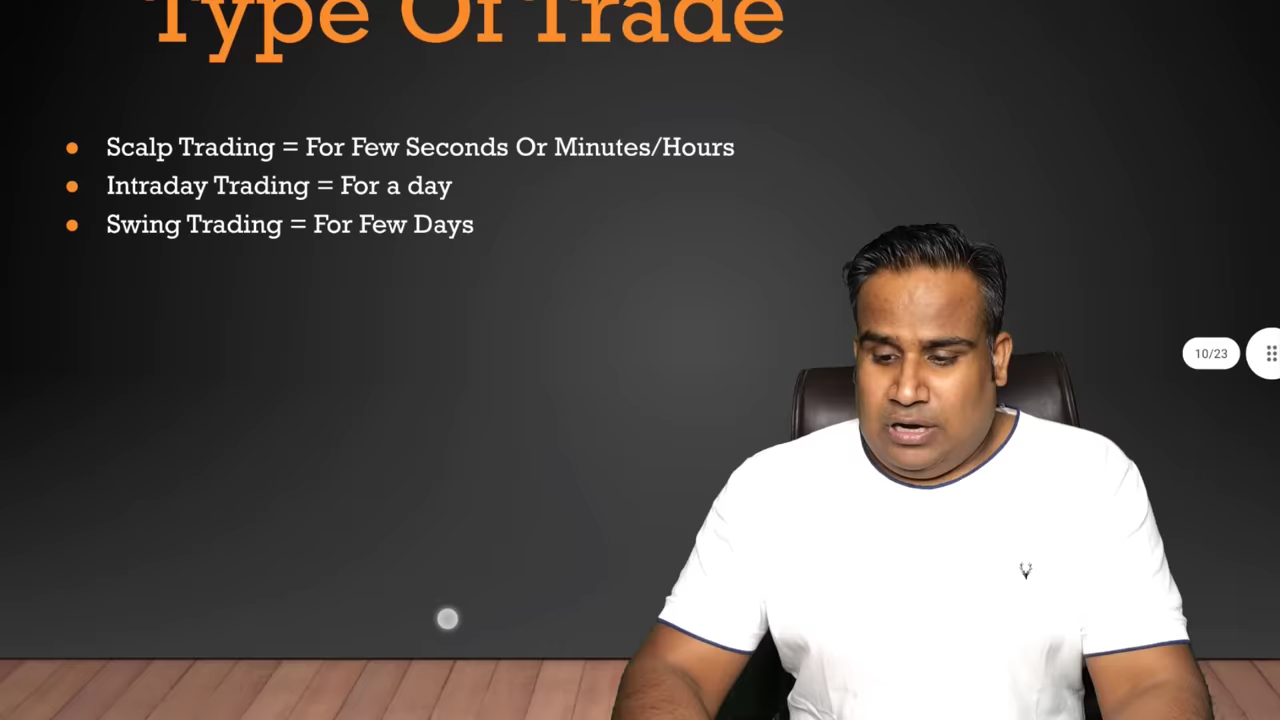 Type Of Trade
Scalp Trading = For Few Seconds Or Minutes/Hours
Intraday Trading = For a day
Swing Trading = For Few Days
10/23